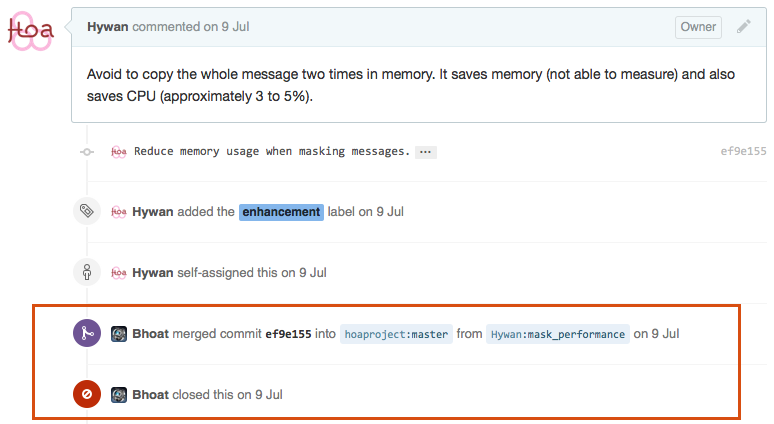 Hoa
Hywan commented on 9 Jul
Owner
Avoid to copy the whole message two times in memory. It saves memory (not able to measure) and also
saves CPU (approximately 3 to 5%).
Hoa Reduce memory usage when masking messages. ... ef9e155
Hoa Hywan added the enhancement label on 9 Jul
Hoa Hywan self-assigned this on 9 Jul
Bhoat merged commit ef9e155 into hoaproject:master from Hywan:mask_performance on 9 Jul
Bhoat closed this on 9 Jul